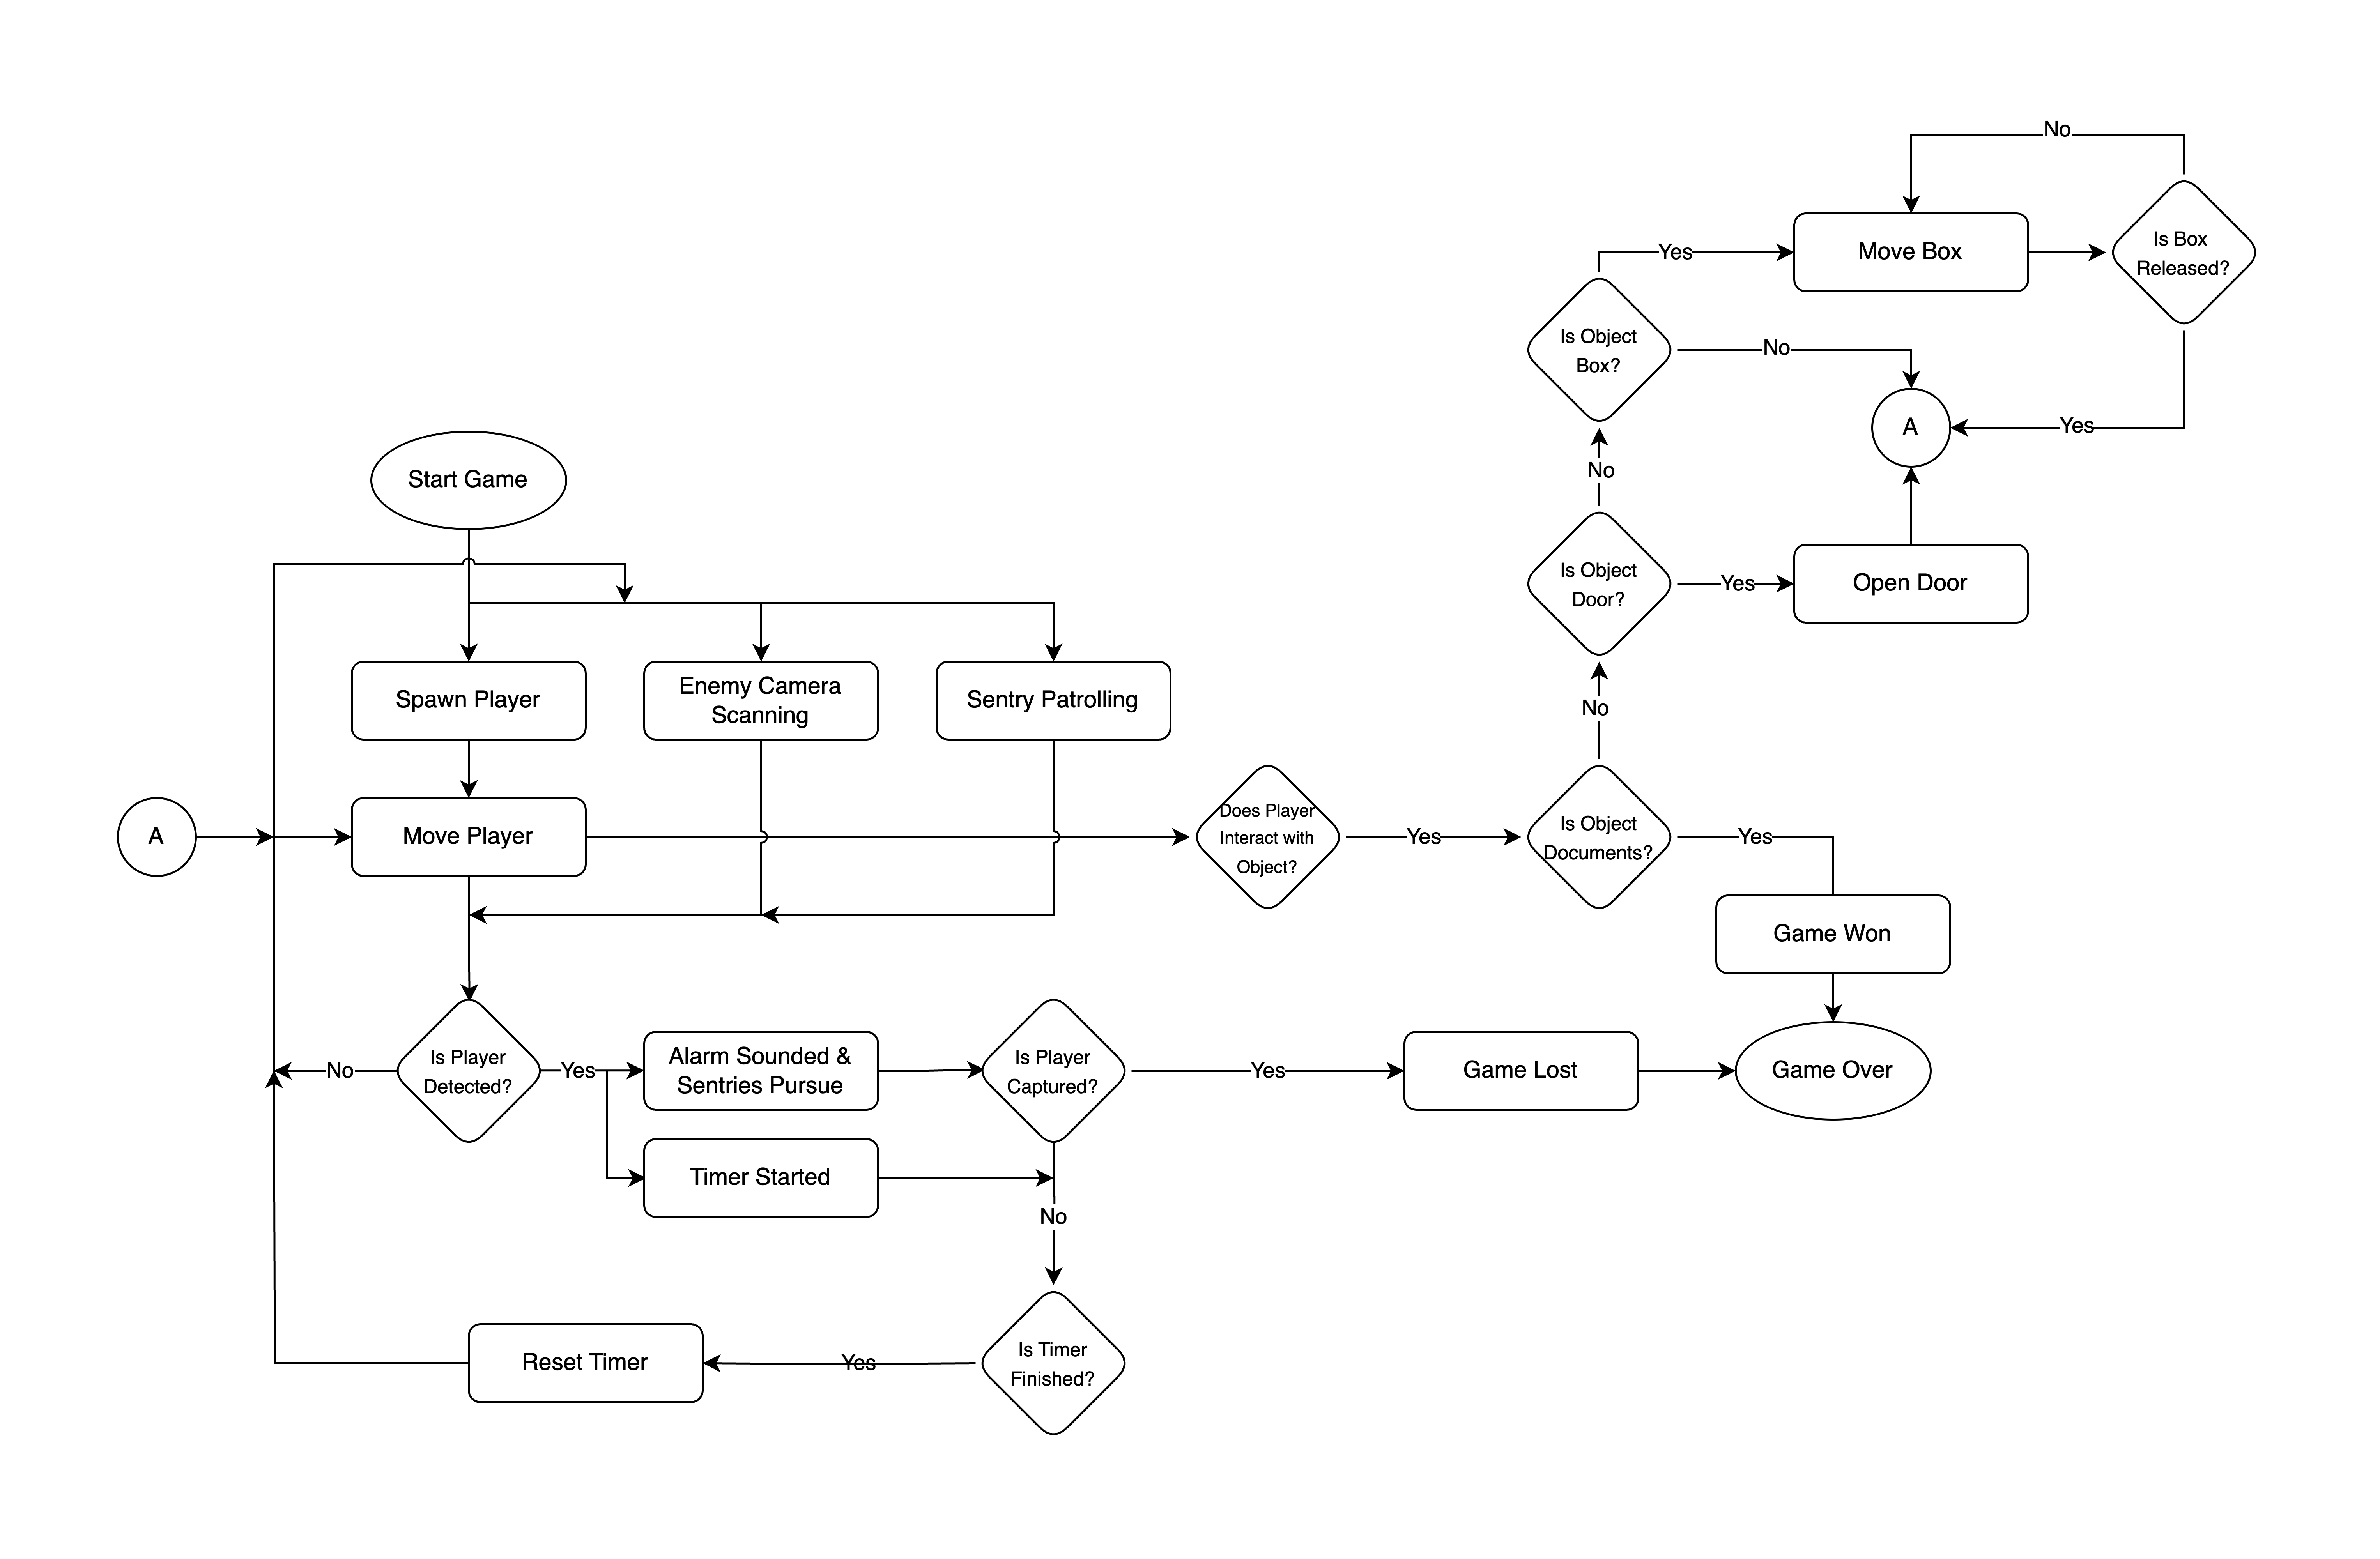 No
Is Box
Released?
Move Box
Yes
Is Object
Box?
No
A
Yes
Start Game
No
Is Object
Door?
Yes
Open Door
Spawn Player
Enemy Camera
Scanning
Sentry Patrolling
No
A
Move Player
Does Player
Interact with
Object?
Yes
Is Object
Documents?
Yes
Game Won
No
Is Player
Detected?
Yes
Alarm Sounded &
Sentries Pursue
Is Player
Captured?
Yes
Game Lost
Game Over
Timer Started
No
Reset Timer
Yes
Is Timer
Finished?